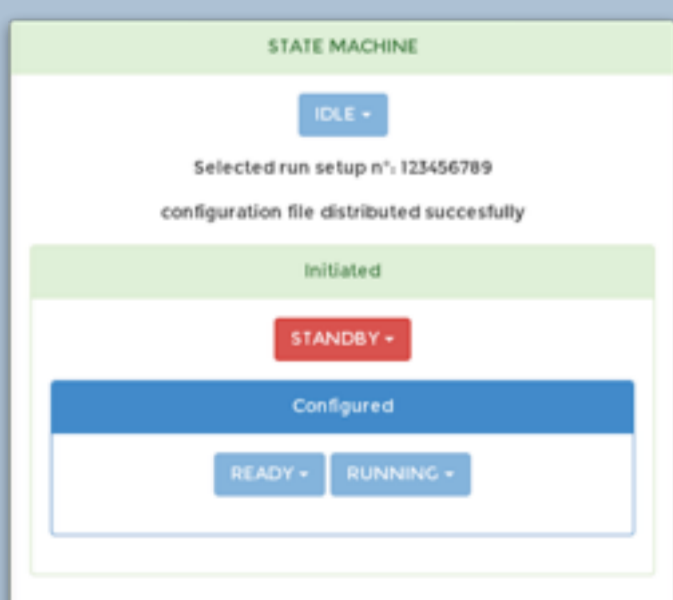 STATE MACHINE
IDLE
Selected run setup n°: 123456789
configuration file distributed succesfully
Initiated
STANDBY
Configured
READY RUNNING